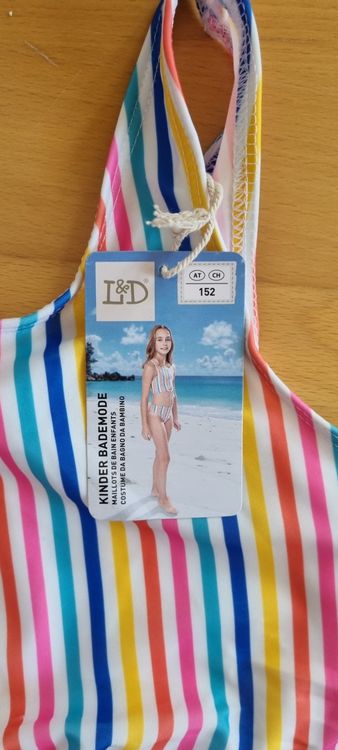 L&D
AT CH
152
KINDER BADEMODE
MAILLOTS DE BAIN ENFANTS
COSTUME DA BAGNO DA BAMBINO